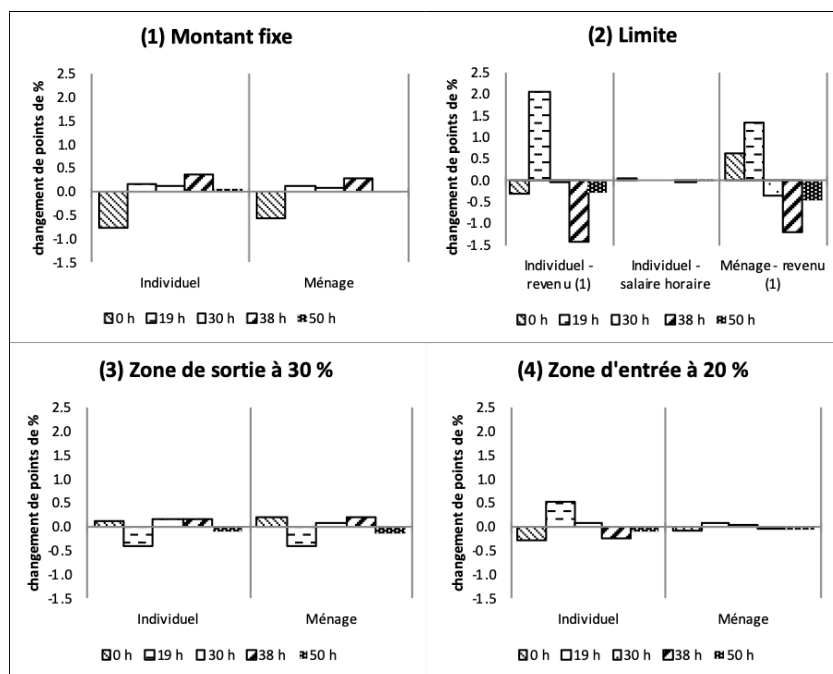 (1) Montant fixe
changement de points de %
2.5
2.0
1.5
1.0
0.5
0.0
-0.5
-1.0
-1.5
Individuel
Ménage
0 h 19 h 30 h 38 h 50 h
(2) Limite
changement de points de %
2.5
2.0
1.5
1.0
0.5
0.0
-0.5
-1.0
-1.5
Individuel -
revenu (1)
Individuel -
salaire horaire
Ménage - revenu
(1)
0 h 19 h 30 h 38 h 50 h
(3) Zone de sortie à 30 %
changement de points de %
2.5
2.0
1.5
1.0
0.5
0.0
-0.5
-1.0
-1.5
Individuel
Ménage
0 h 19 h 30 h 38 h 50 h
(4) Zone d'entrée à 20 %
changement de points de %
2.5
2.0
1.5
1.0
0.5
0.0
-0.5
-1.0
-1.5
Individuel
Ménage
0 h 19 h 30 h 38 h 50 h